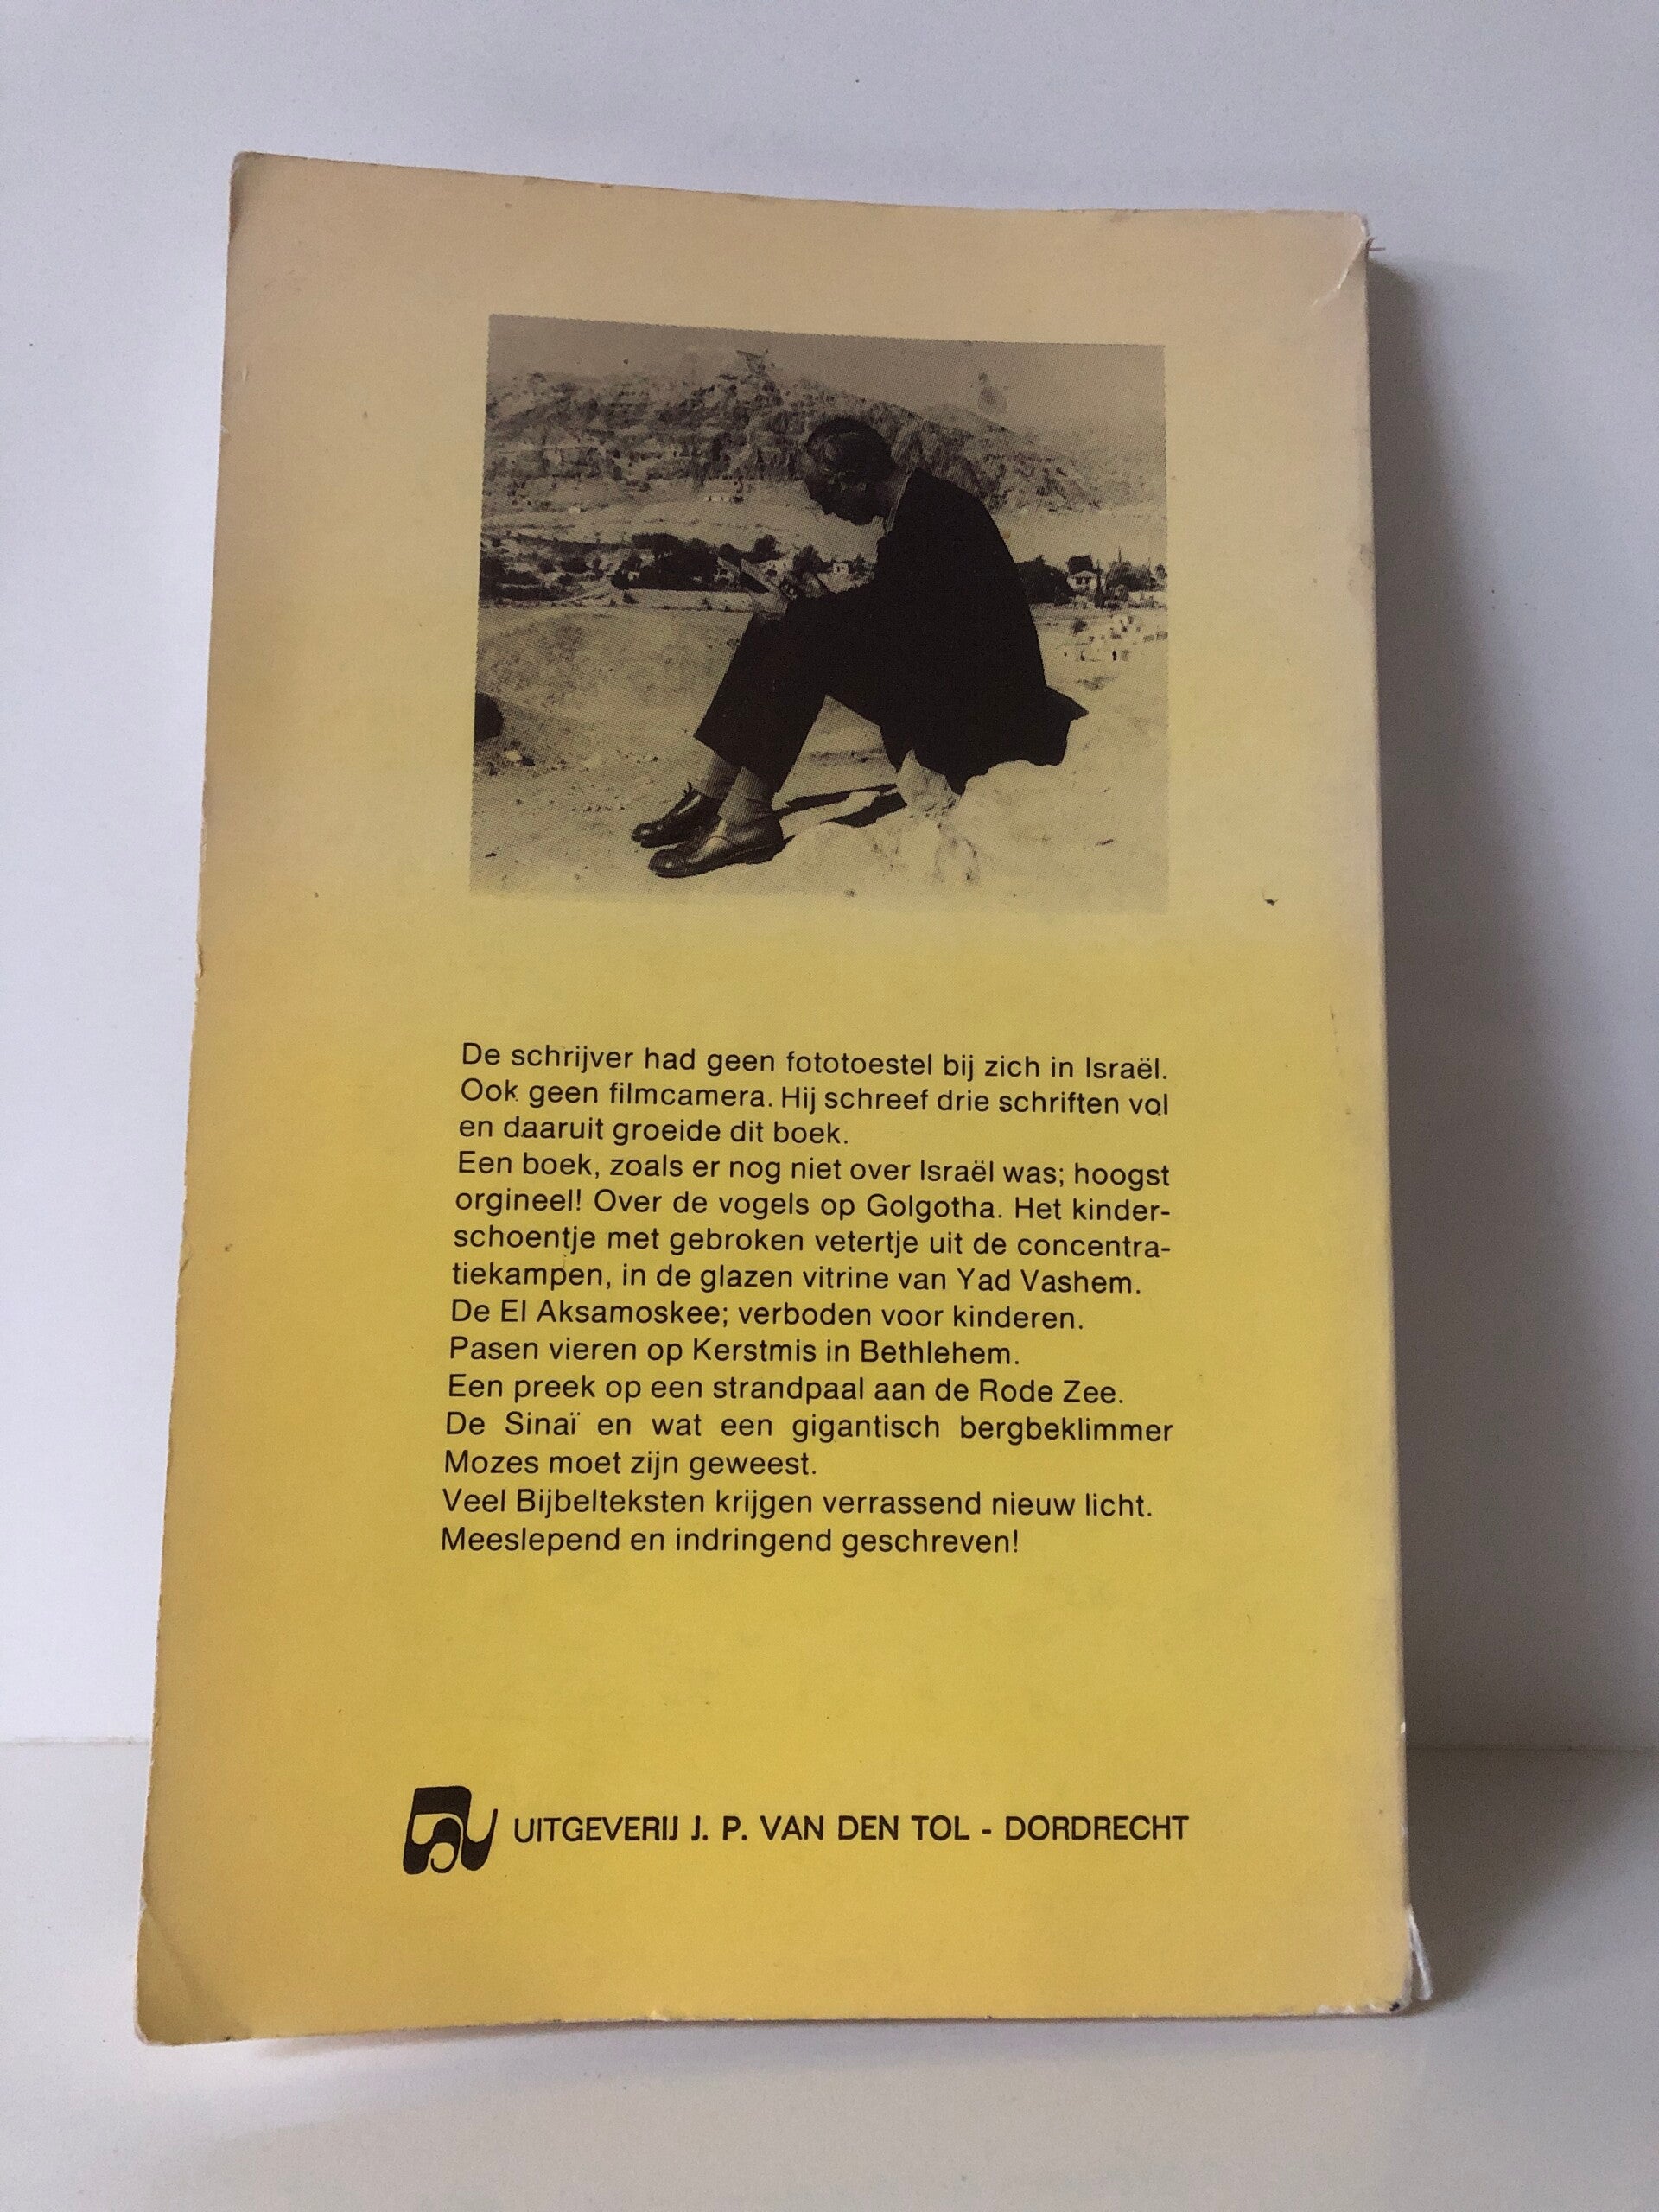 De schrijver had geen fototoestel bij zich in Israël.
Ook geen filmcamera. Hij schreef drie schriften vol
en daaruit groeide dit boek.
Een boek, zoals er nog niet over Israël was; hoogst
orgineel! Over de vogels op Golgotha. Het kinder-
schoentje met gebroken vetertje uit de concentra-
tiekampen, in de glazen vitrine van Yad Vashem.
De El Aksamoskee; verboden voor kinderen.
Pasen vieren op Kerstmis in Bethlehem.
Een preek op een strandpaal aan de Rode Zee.
De Sinaï en wat een gigantisch bergbeklimmer
Mozes moet zijn geweest.
Veel Bijbelteksten krijgen verrassend nieuw licht.
Meeslepend en indringend geschreven!
UITGEVERIJ J. P. VAN DEN TOL - DORDRECHT